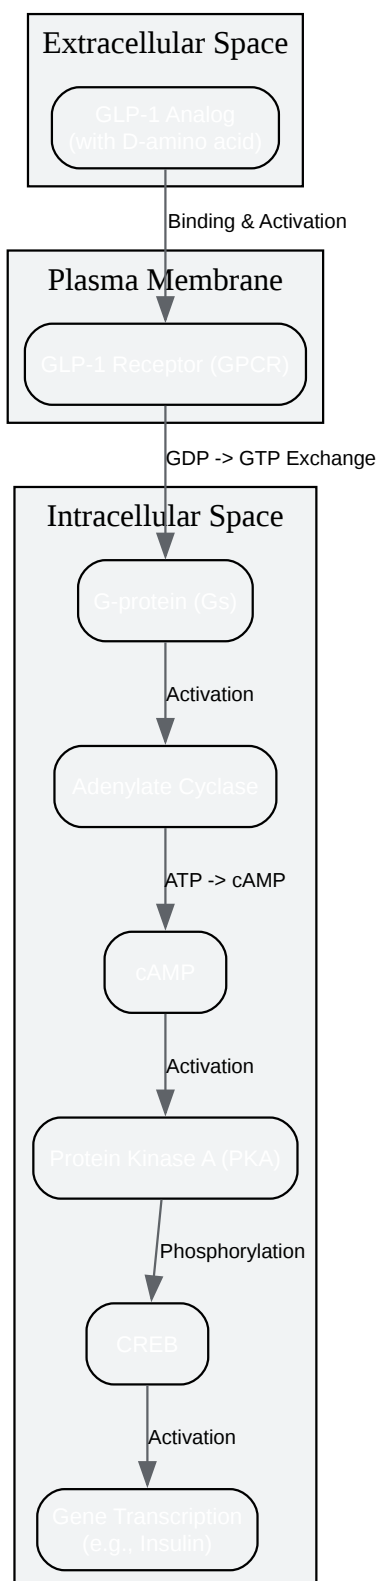 Extracellular Space
GLP-1 Analog
(with D-amino acid)
Binding & Activation
Plasma Membrane
GLP-1 Receptor (GPCR)
GDP -> GTP Exchange
Intracellular Space
G-protein (Gs)
Activation
Adenylate Cyclase
ATP -> cAMP
cAMP
Activation
Protein Kinase A (PKA)
Phosphorylation
CREB
Activation
Gene Transcription
(e.g., Insulin)